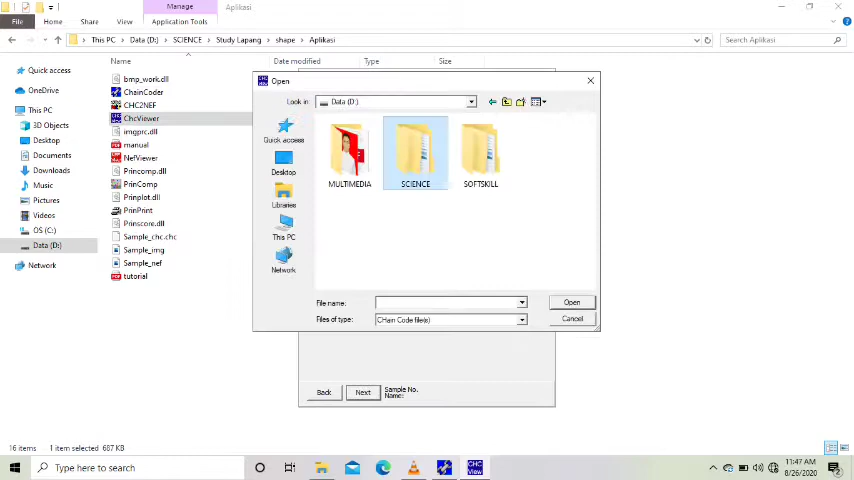 Manage
Aplikasi
File
Home
Share
View
Application Tools
This PC
Data (D:)
SCIENCE
Study Lapang
shape
Aplikasi
Search Aplikasi
Name
Date modified
Type
Size
Quick access
OneDrive
This PC
3D Objects
Desktop
Documents
Downloads
Music
Pictures
Videos
OS (C:)
Data (D:)
Network
bmp_work.dll
ChainCoder
CHC2NEF
ChcViewer
imgprc.dll
manual
NefViewer
Princomp.dll
PrinComp
Prinplot.dll
PrinPrint
Prinscore.dll
Sample_chc.chc
Sample_img
Sample_nef
tutorial
Open
Look in:
Data (D:)
Quick access
Desktop
Libraries
This PC
Network
MULTIMEDIA
SCIENCE
SOFTSKILL
File name:
Open
Files of type:
CHain Code file(s)
Cancel
Back
Next
Sample No.
Name:
16 items
1 item selected 687 KB
Type here to search
CHC
View
11:47 AM
8/26/2020
2